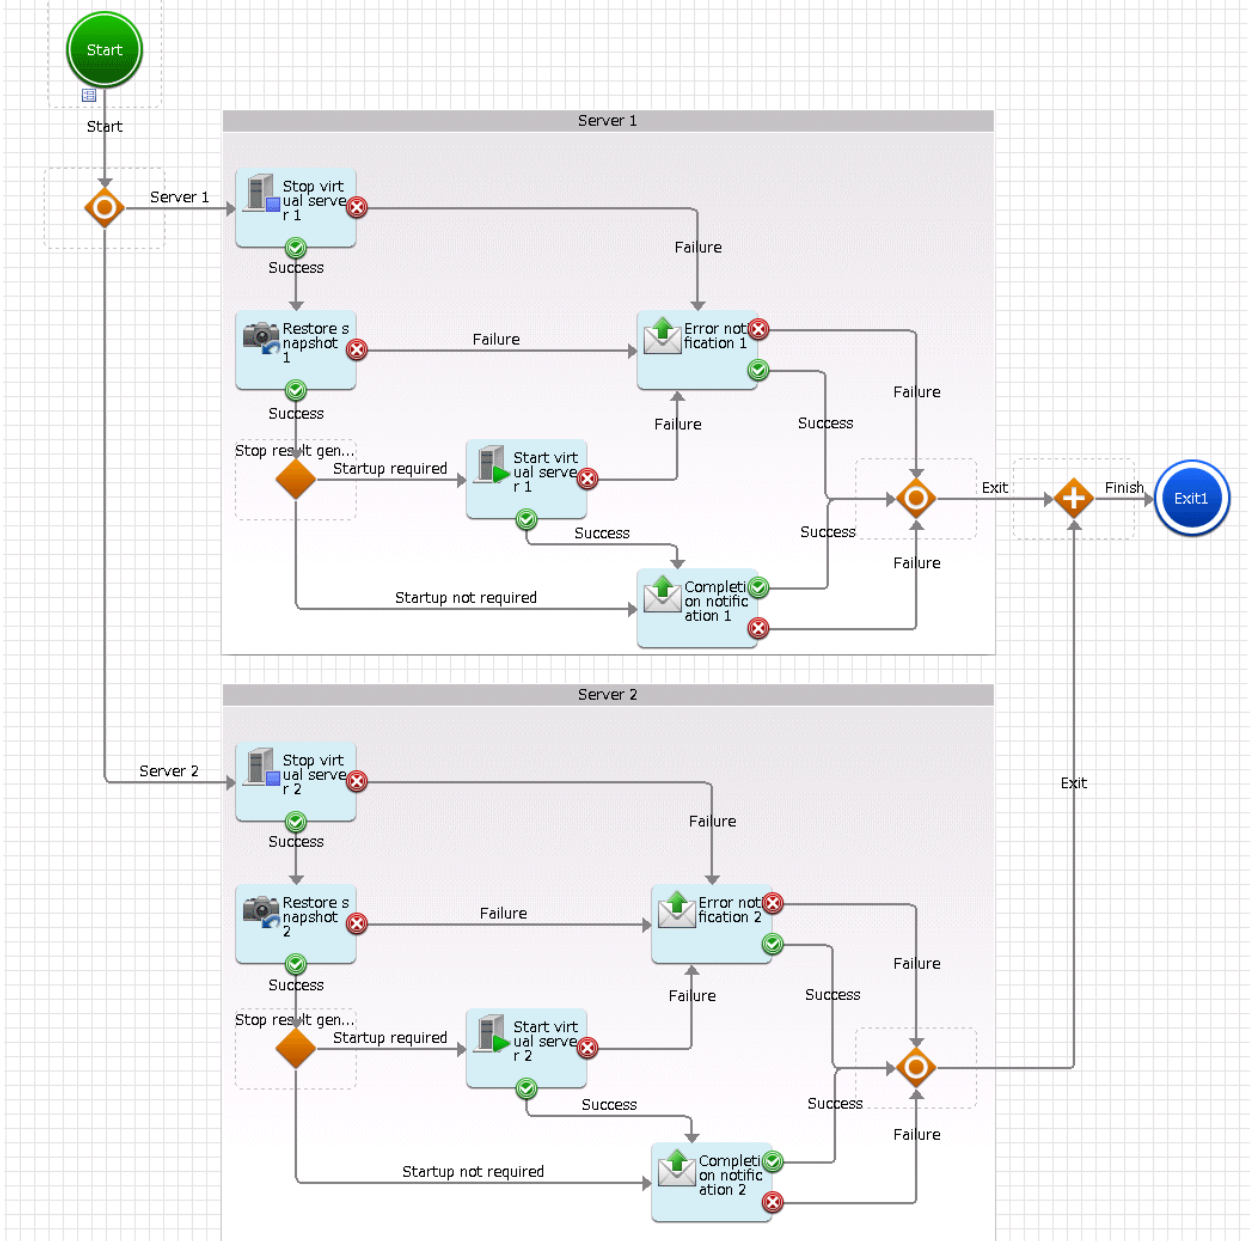 Start
Start
Server 1
Server 1
Stop virt
ual serve
r 1
Failure
Success
Restore s
napshot
1
Failure
Error noti
fication 1
Failure
Success
Success
Failure
Stop result gen...
Startup required
Start virt
ual serve
r 1
Exit
Finish
Exit1
Success
Success
Failure
Startup not required
Completi
on notific
ation 1
Server 2
Server 2
Stop virt
ual serve
r 2
Exit
Failure
Success
Restore s
napshot
2
Failure
Error noti
fication 2
Failure
Success
Success
Failure
Stop result gen...
Startup required
Start virt
ual serve
r 2
Success
Success
Failure
Startup not required
Completi
on notific
ation 2